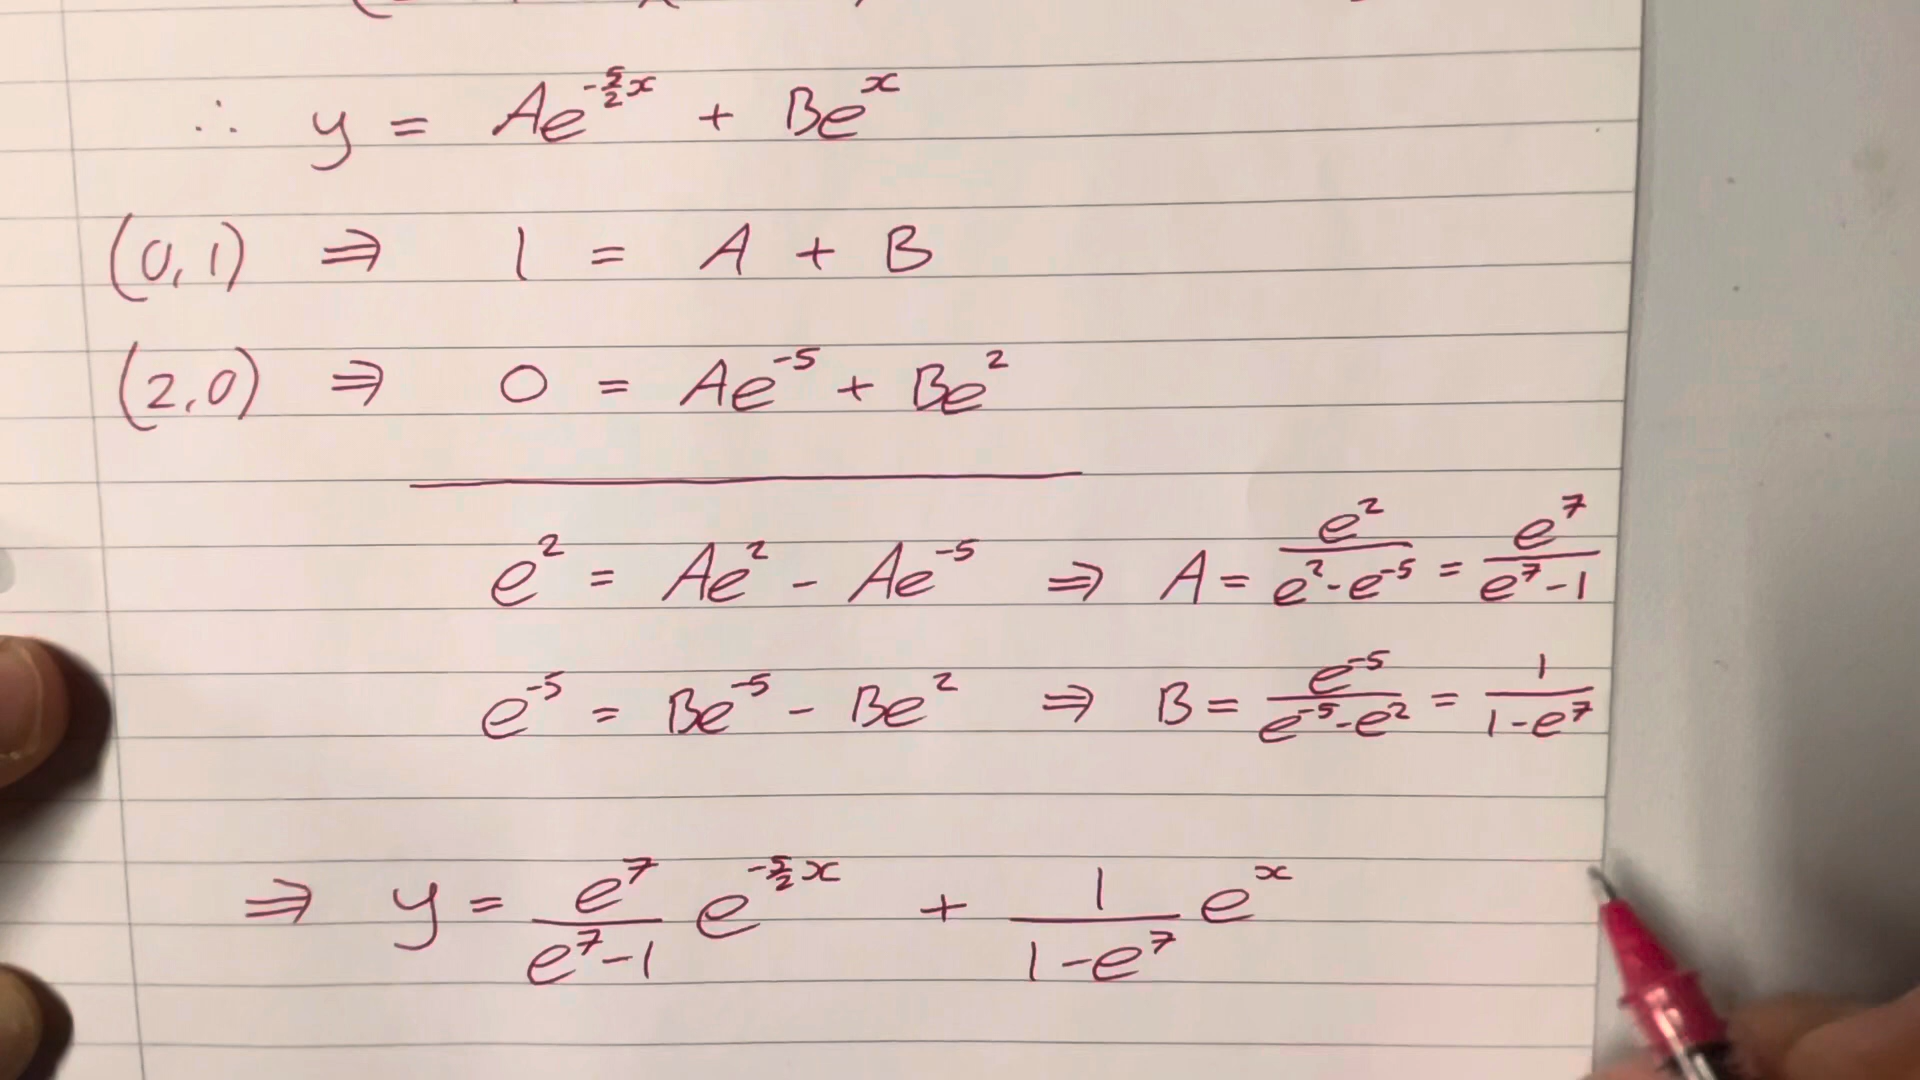 ∴ y = Ae^{-5/2 x} + Be^x
(0,1) ⇒ 1 = A + B
(2,0) ⇒ 0 = Ae^{-5} + Be^2
e^2 = Ae^2 - Ae^{-5} ⇒ A = e^2/(e^2 - e^{-5}) = e^7/(e^7 - 1)
e^{-5} = Be^{-5} - Be^2 ⇒ B = e^{-5}/(e^{-5} - e^2) = 1/(1 - e^7)
⇒ y = e^7/(e^7 - 1) e^{-5/2 x} + 1/(1 - e^7) e^x